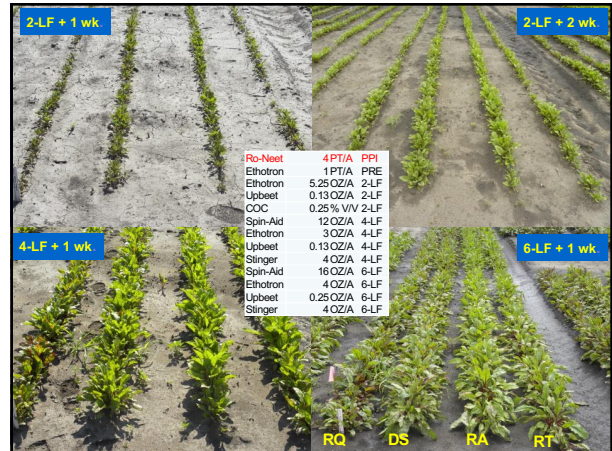 2-LF + 1 wk.
2-LF + 2 wk.
Ro-Neet 4 PT/A PPI
Ethotron 1 PT/A PRE
Ethotron 5.25 OZ/A 2-LF
Upbeet 0.13 OZ/A 2-LF
COC 0.25 % V/V 2-LF
Spin-Aid 12 OZ/A 4-LF
Ethotron 3 OZ/A 4-LF
Upbeet 0.13 OZ/A 4-LF
Stinger 4 OZ/A 4-LF
Spin-Aid 16 OZ/A 6-LF
Ethotron 4 OZ/A 6-LF
Upbeet 0.25 OZ/A 6-LF
Stinger 4 OZ/A 6-LF
4-LF + 1 wk.
6-LF + 1 wk.
RQ DS RA RT